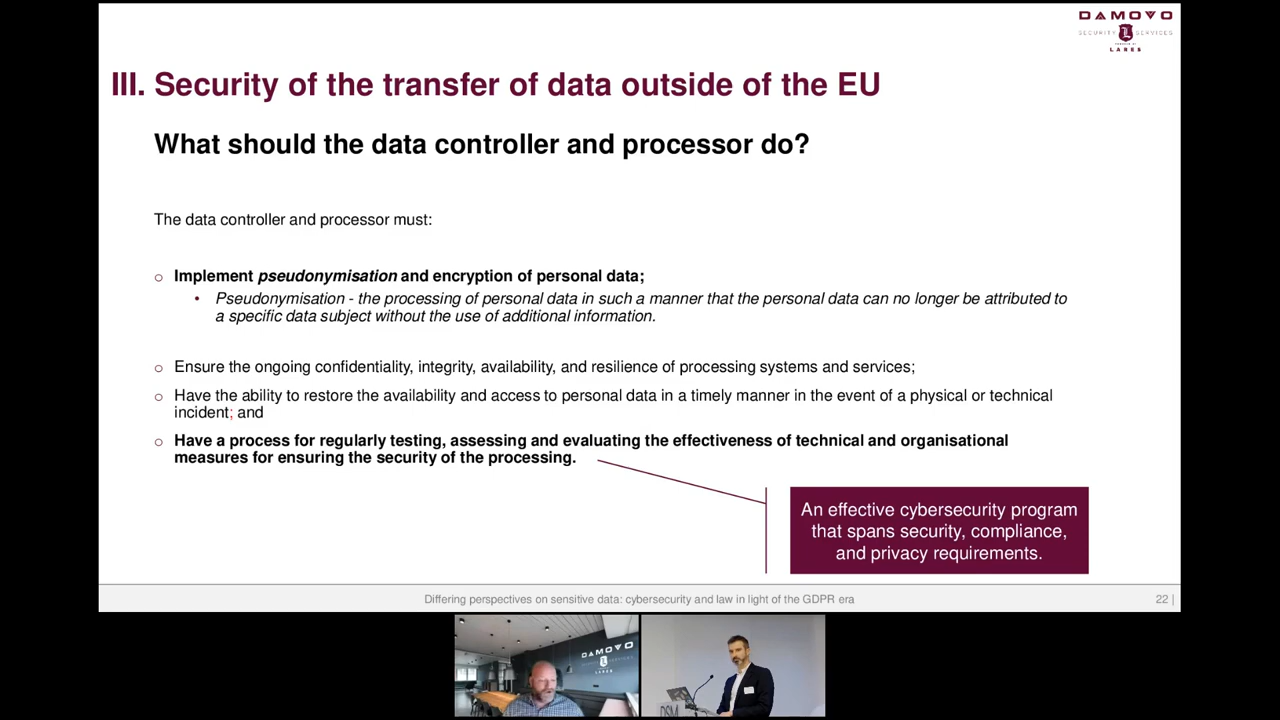 DAMOVO
SECURITY SERVICES
LARES
III. Security of the transfer of data outside of the EU
What should the data controller and processor do?
The data controller and processor must:
o Implement pseudonymisation and encryption of personal data;
• Pseudonymisation - the processing of personal data in such a manner that the personal data can no longer be attributed to
a specific data subject without the use of additional information.
o Ensure the ongoing confidentiality, integrity, availability, and resilience of processing systems and services;
o Have the ability to restore the availability and access to personal data in a timely manner in the event of a physical or technical
incident; and
o Have a process for regularly testing, assessing and evaluating the effectiveness of technical and organisational
measures for ensuring the security of the processing.
An effective cybersecurity program
that spans security, compliance,
and privacy requirements.
Differing perspectives on sensitive data: cybersecurity and law in light of the GDPR era
22 |
DAMOVO
DSM